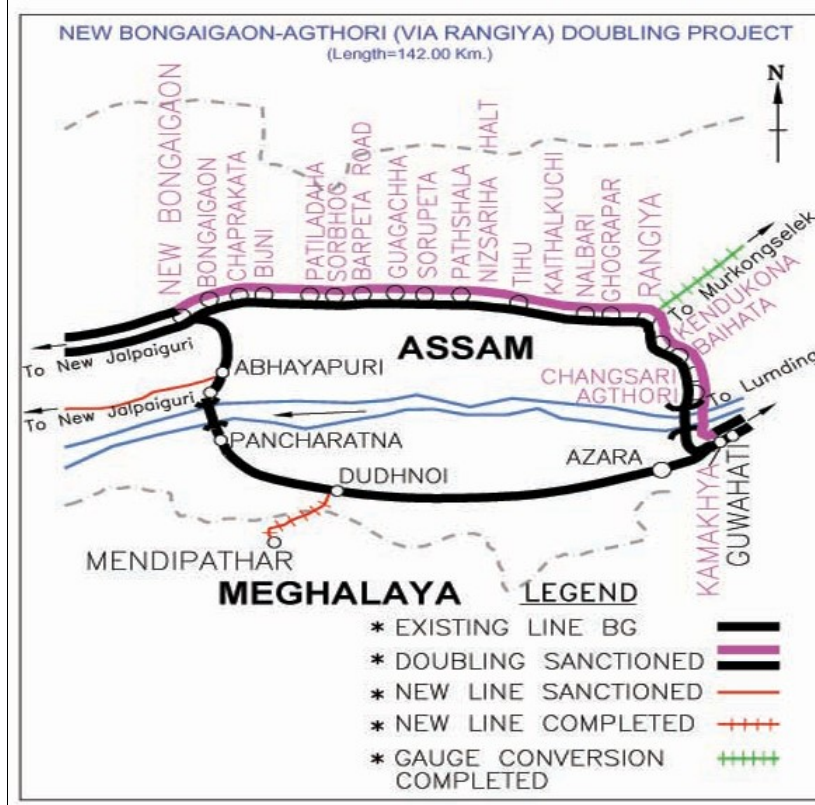 NEW BONGAIGAON-AGTHORI (VIA RANGIYA) DOUBLING PROJECT
(Length=142.00 Km.)
N
NEW BONGAIGAON
BONGAIGAON
CHAPRAKATA
BIJNI
PATILADAHA
SORBHOG
BARPETA ROAD
GUAGACHHA
SORUPETA
PATHSHALA
NIZSARIHA HALT
TIHU
KAITHALKUCHI
NALBARI
GHOGRAPAR
RANGIYA
To Murkongselek
KENDUKONA
BAIHATA
ASSAM
To New Jalpaiguri
ABHAYAPURI
CHANGSARI
AGTHORI
To Lumding
To New Jalpaiguri
PANCHARATNA
AZARA
DUDHNOI
KAMAKHYA
GUWAHATI
MENDIPATHAR
MEGHALAYA
LEGEND
* EXISTING LINE BG
* DOUBLING SANCTIONED
* NEW LINE SANCTIONED
* NEW LINE COMPLETED
* GAUGE CONVERSION
COMPLETED